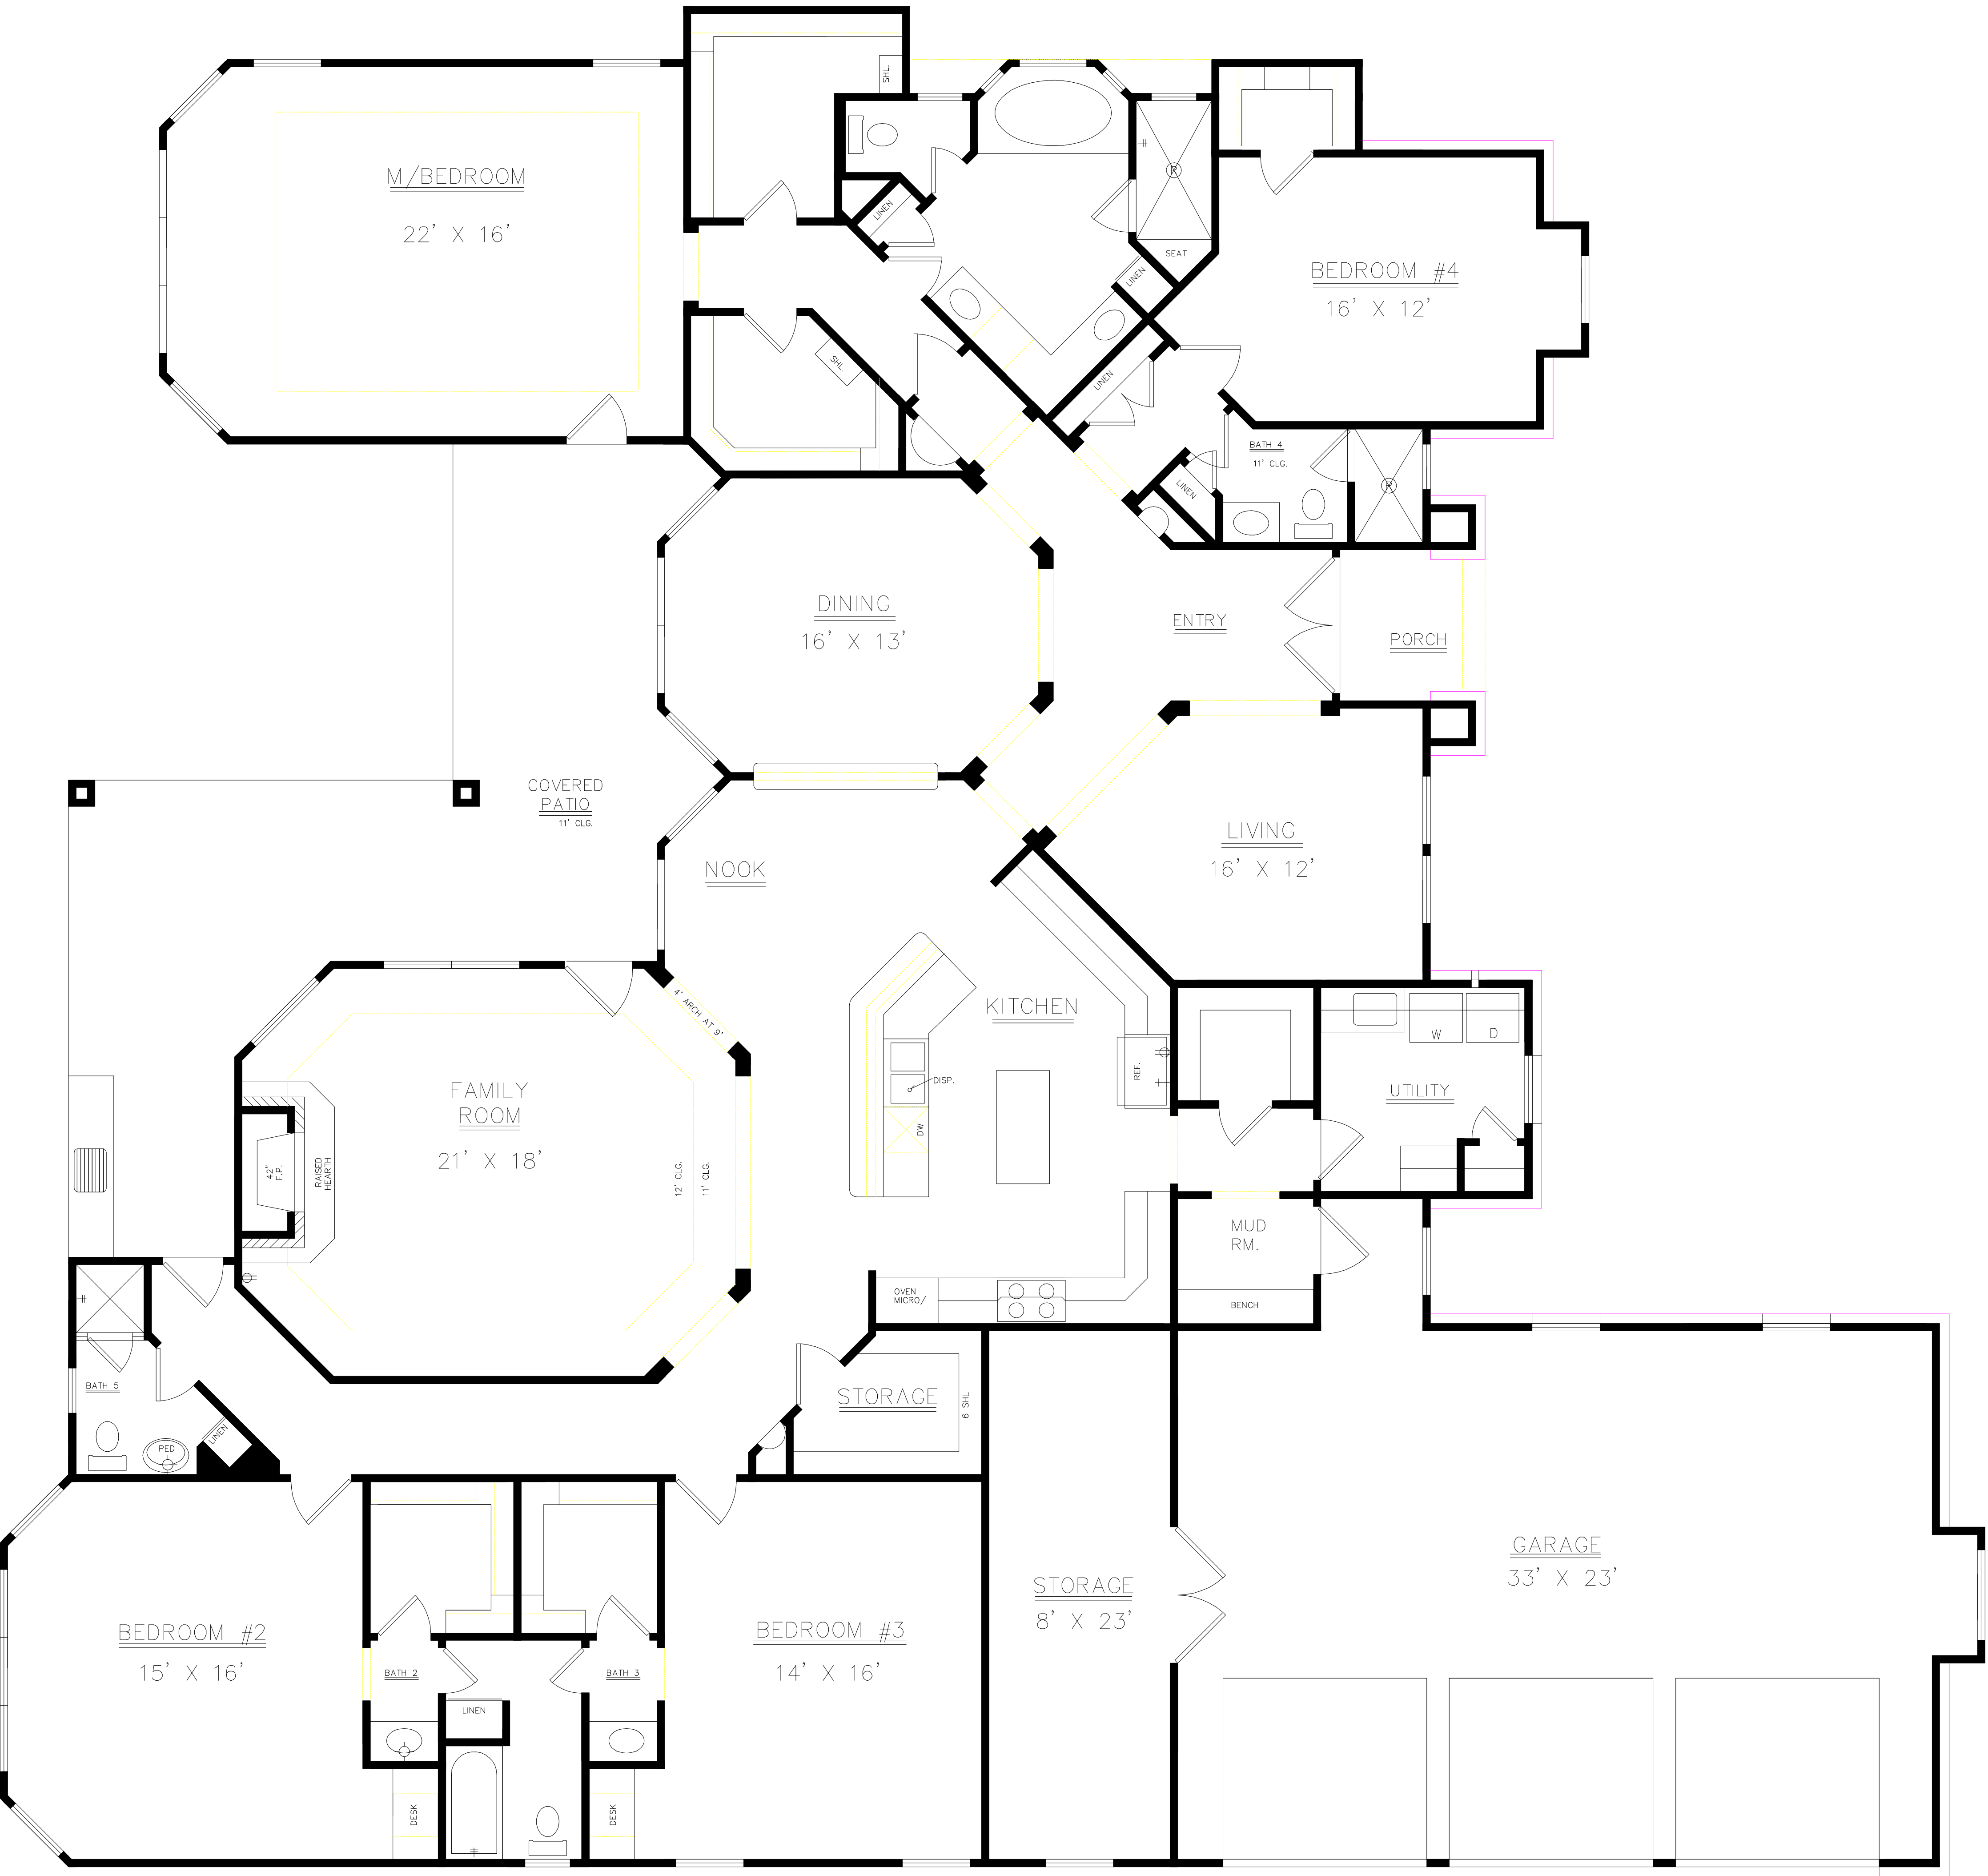 SHL.
M/BEDROOM
22' X 16'
LINEN
R
SEAT
LINEN
BEDROOM #4
16' X 12'
SHL.
LINEN
BATH 4
11' CLG.
LINEN
R
DINING
16' X 13'
ENTRY
PORCH
COVERED
PATIO
11' CLG.
NOOK
LIVING
16' X 12'
4' ARCH AT 9'
KITCHEN
W
D
REF.
DISP.
UTILITY
FAMILY
ROOM
21' X 18'
DW
42"
F.P.
RAISED
HEARTH
12' CLG.
11' CLG.
MUD
RM.
OVEN
MICRO/
BENCH
BATH 5
STORAGE
6 SHL
LINEN
PED
GARAGE
33' X 23'
STORAGE
8' X 23'
BEDROOM #2
15' X 16'
BEDROOM #3
14' X 16'
BATH 2
BATH 3
LINEN
DESK
DESK